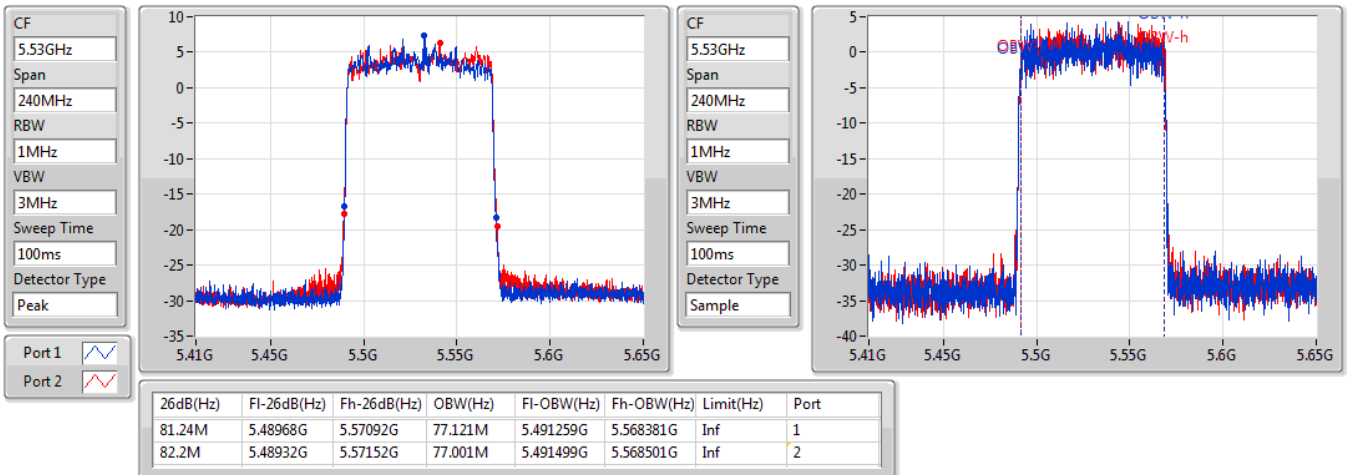 CF
5.53GHz
Span
240MHz
RBW
1MHz
VBW
3MHz
Sweep Time
100ms
Detector Type
Peak
Port 1
Port 2
10
5
0
-5
-10
-15
-20
-25
-30
-35
5.41G 5.45G 5.5G 5.55G 5.6G 5.65G
CF
5.53GHz
Span
240MHz
RBW
1MHz
VBW
3MHz
Sweep Time
100ms
Detector Type
Sample
5
0
-5
-10
-15
-20
-25
-30
-35
-40
5.41G 5.45G 5.5G 5.55G 5.6G 5.65G
26dB(Hz) Fl-26dB(Hz) Fh-26dB(Hz) OBW(Hz) Fl-OBW(Hz) Fh-OBW(Hz) Limit(Hz) Port
81.24M 5.48968G 5.57092G 77.121M 5.491259G 5.568381G Inf 1
82.2M 5.48932G 5.57152G 77.001M 5.491499G 5.568501G Inf 2